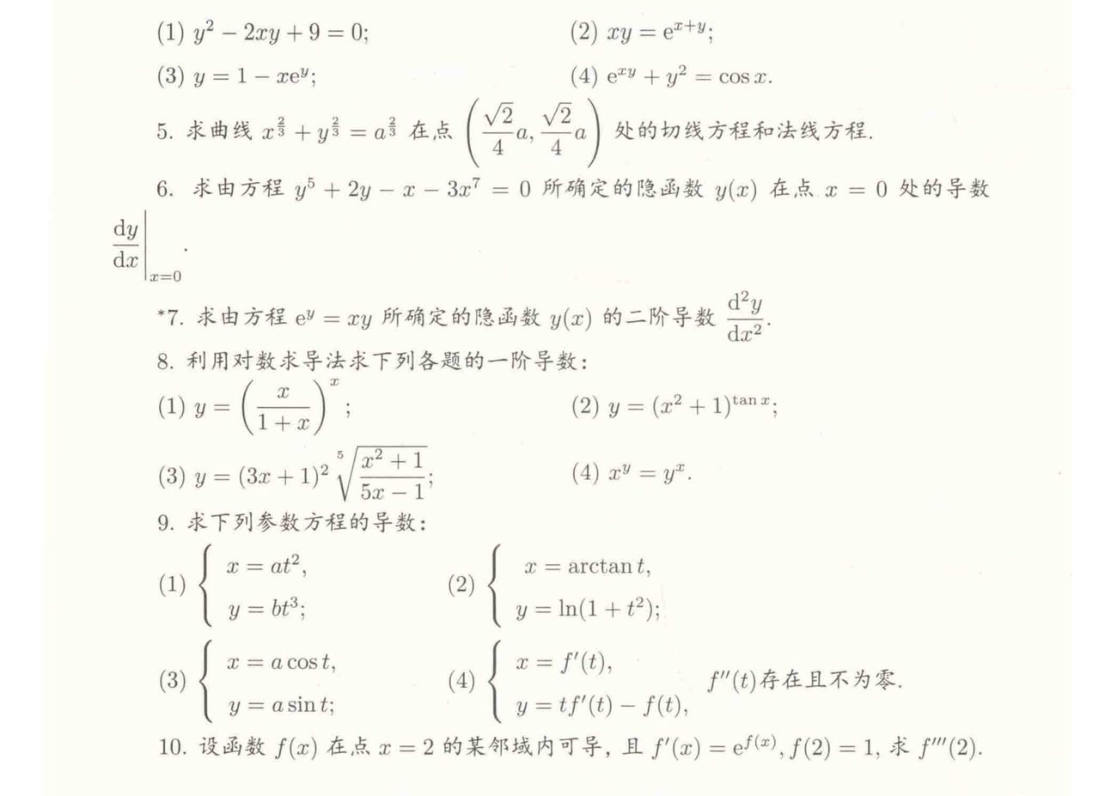 (1) y² − 2xy + 9 = 0; (2) xy = e^{x+y};
(3) y = 1 − xe^y; (4) e^{xy} + y² = cos x.
5. 求曲线 x^{2/3} + y^{2/3} = a^{2/3} 在点 (√2/4 a, √2/4 a) 处的切线方程和法线方程.
6. 求由方程 y⁵ + 2y − x − 3x⁷ = 0 所确定的隐函数 y(x) 在点 x = 0 处的导数
dy/dx|_{x=0}.
*7. 求由方程 e^y = xy 所确定的隐函数 y(x) 的二阶导数 d²y/dx².
8. 利用对数求导法求下列各题的一阶导数:
(1) y = (x/(1+x))^x; (2) y = (x² + 1)^{tan x};
(3) y = (3x + 1)² ⁵√((x² + 1)/(5x − 1)); (4) x^y = y^x.
9. 求下列参数方程的导数:
(1) { x = at², y = bt³; (2) { x = arctan t, y = ln(1 + t²);
(3) { x = a cos t, y = a sin t; (4) { x = f′(t), y = tf′(t) − f(t), f″(t)存在且不为零.
10. 设函数 f(x) 在点 x = 2 的某邻域内可导, 且 f′(x) = e^{f(x)}, f(2) = 1, 求 f‴(2).